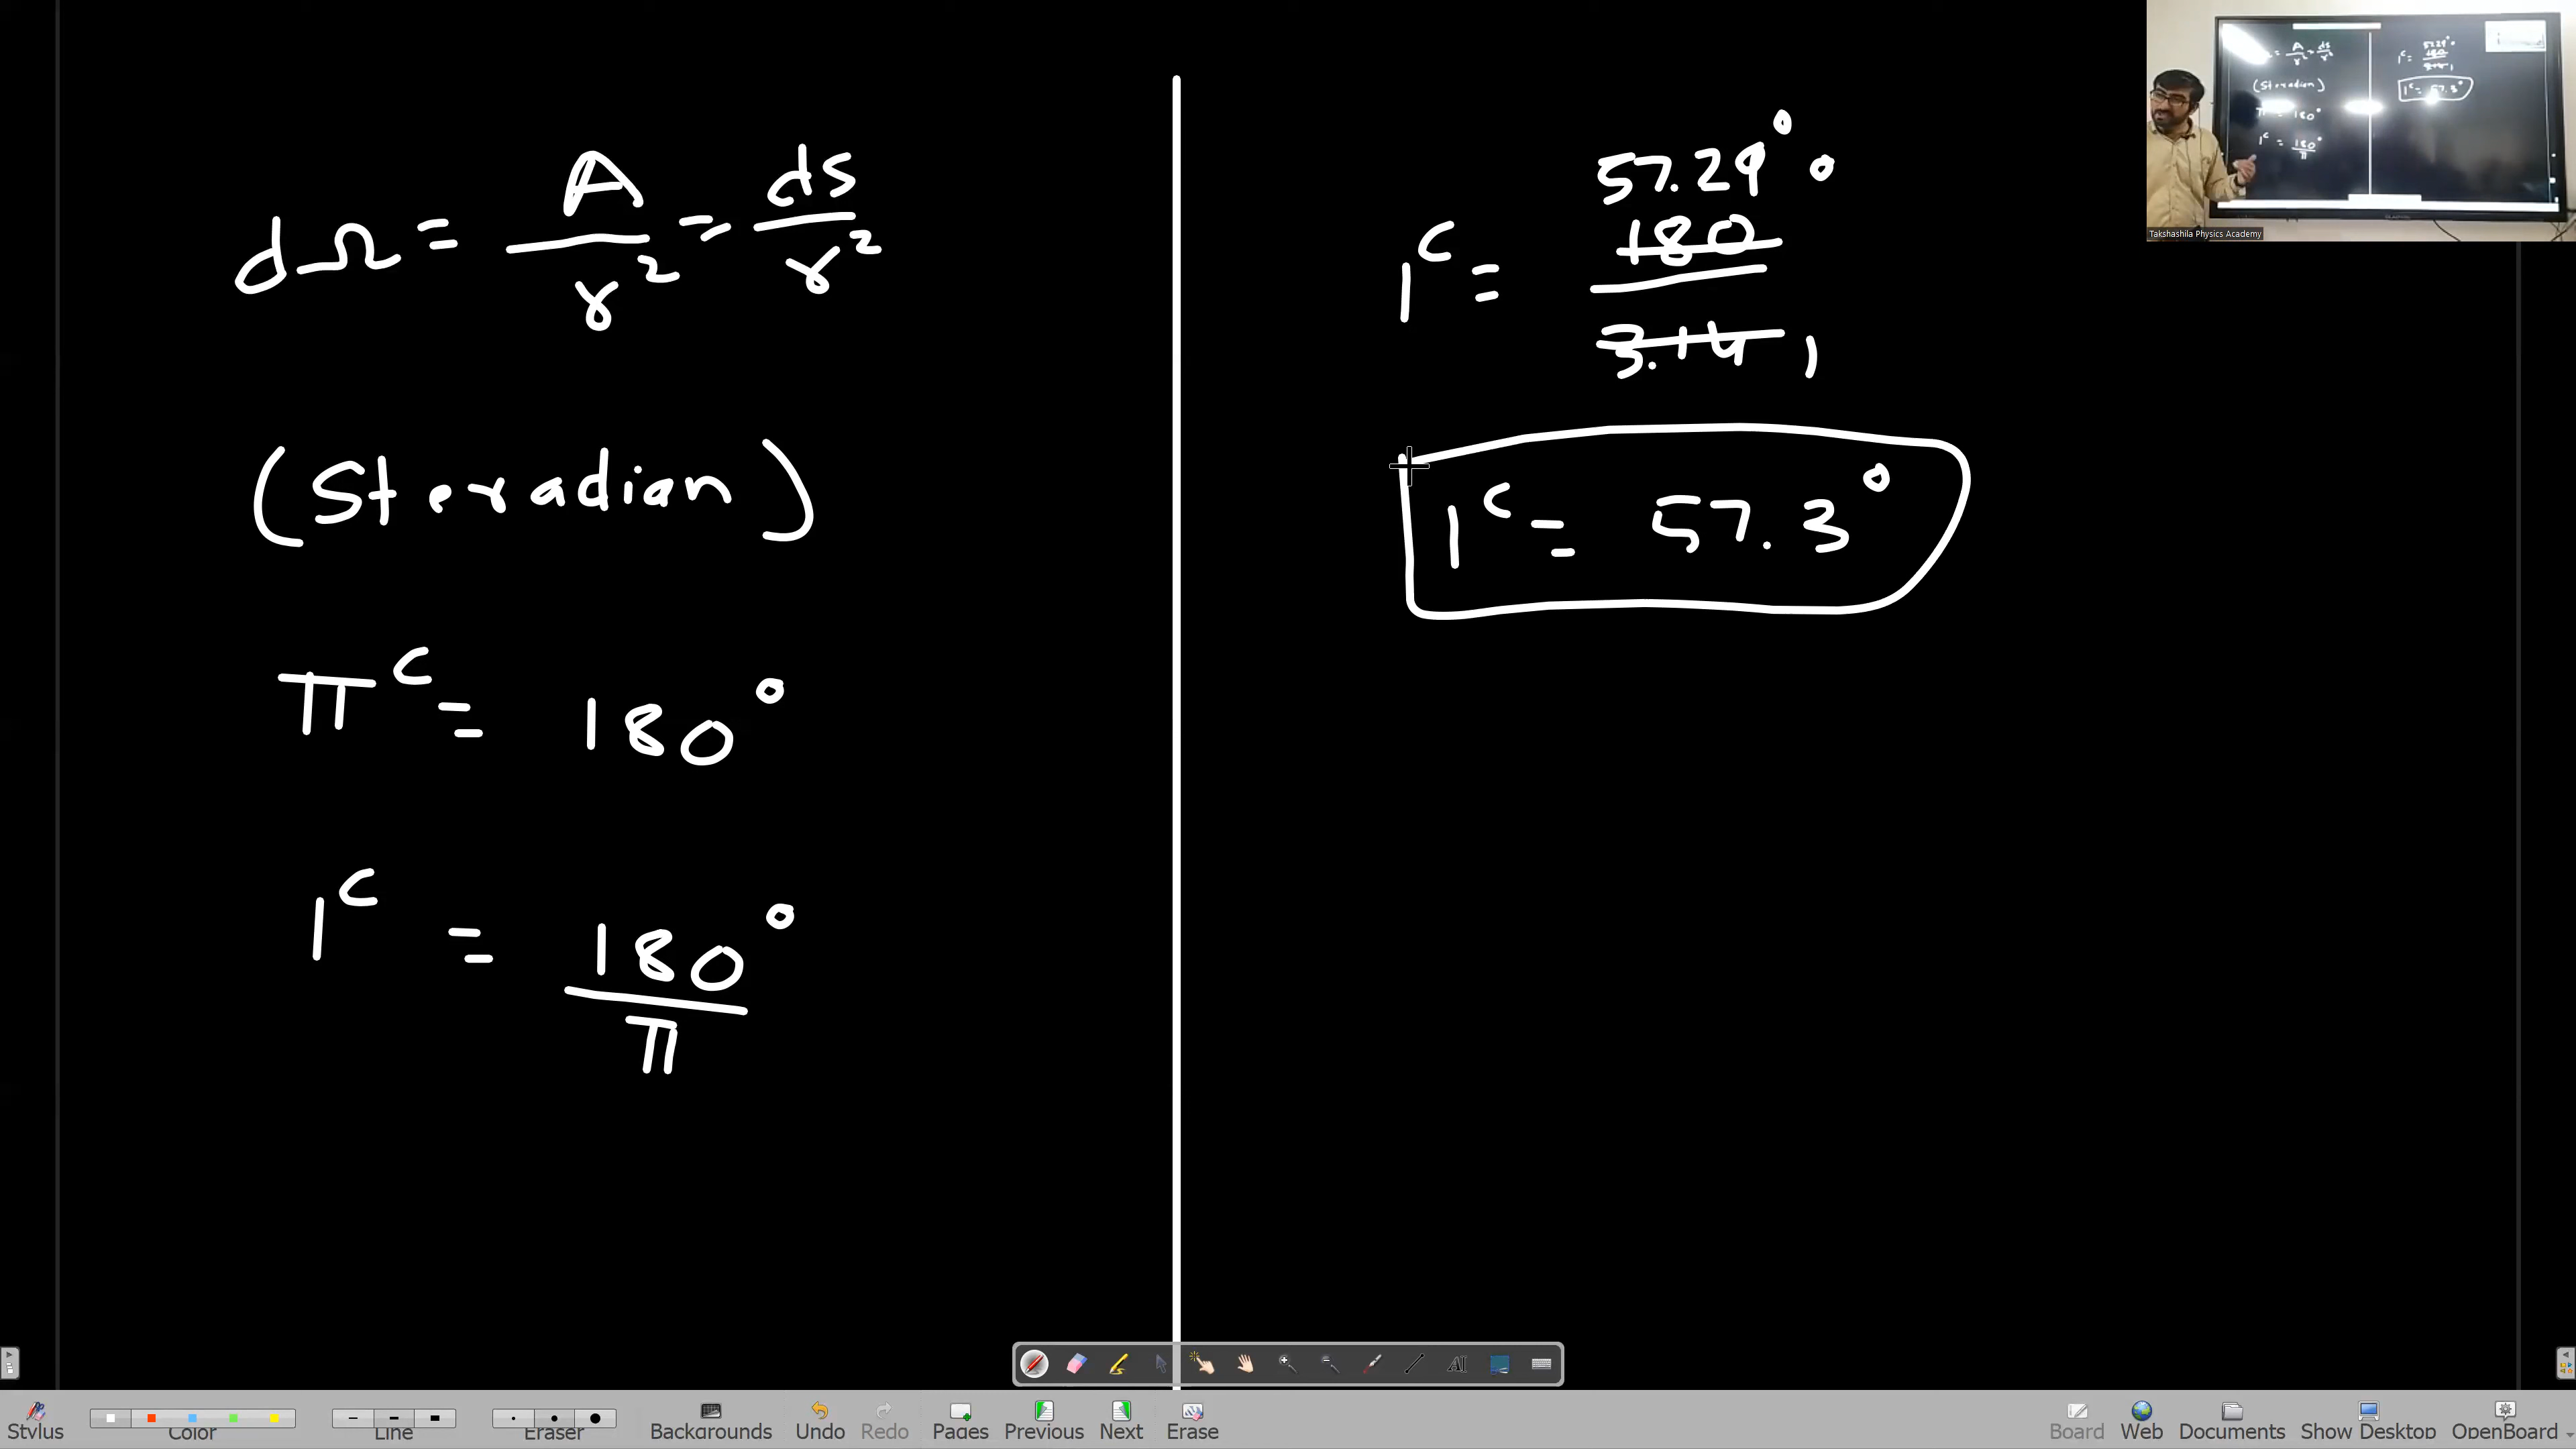 dΩ = A/r² = ds/r²
(Steradian)
π^c = 180°
1^c = 180°/π
57.29°°
1^c = 180/3.14 1
1^c = 57.3°
Takshashila Physics Academy
Stylus
Color
Line
Eraser
Backgrounds
Undo
Redo
Pages
Previous
Next
Erase
Board
Web
Documents
Show Desktop
OpenBoard